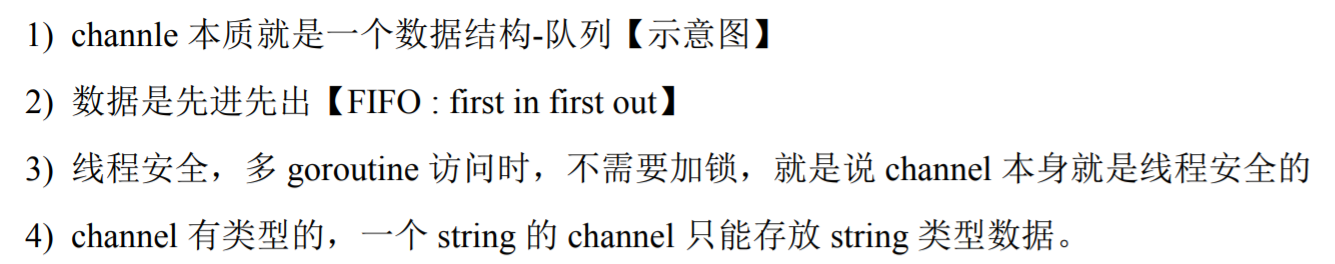 1) channle 本质就是一个数据结构-队列【示意图】
2) 数据是先进先出【FIFO : first in first out】
3) 线程安全，多 goroutine 访问时，不需要加锁，就是说 channel 本身就是线程安全的
4) channel 有类型的，一个 string 的 channel 只能存放 string 类型数据。